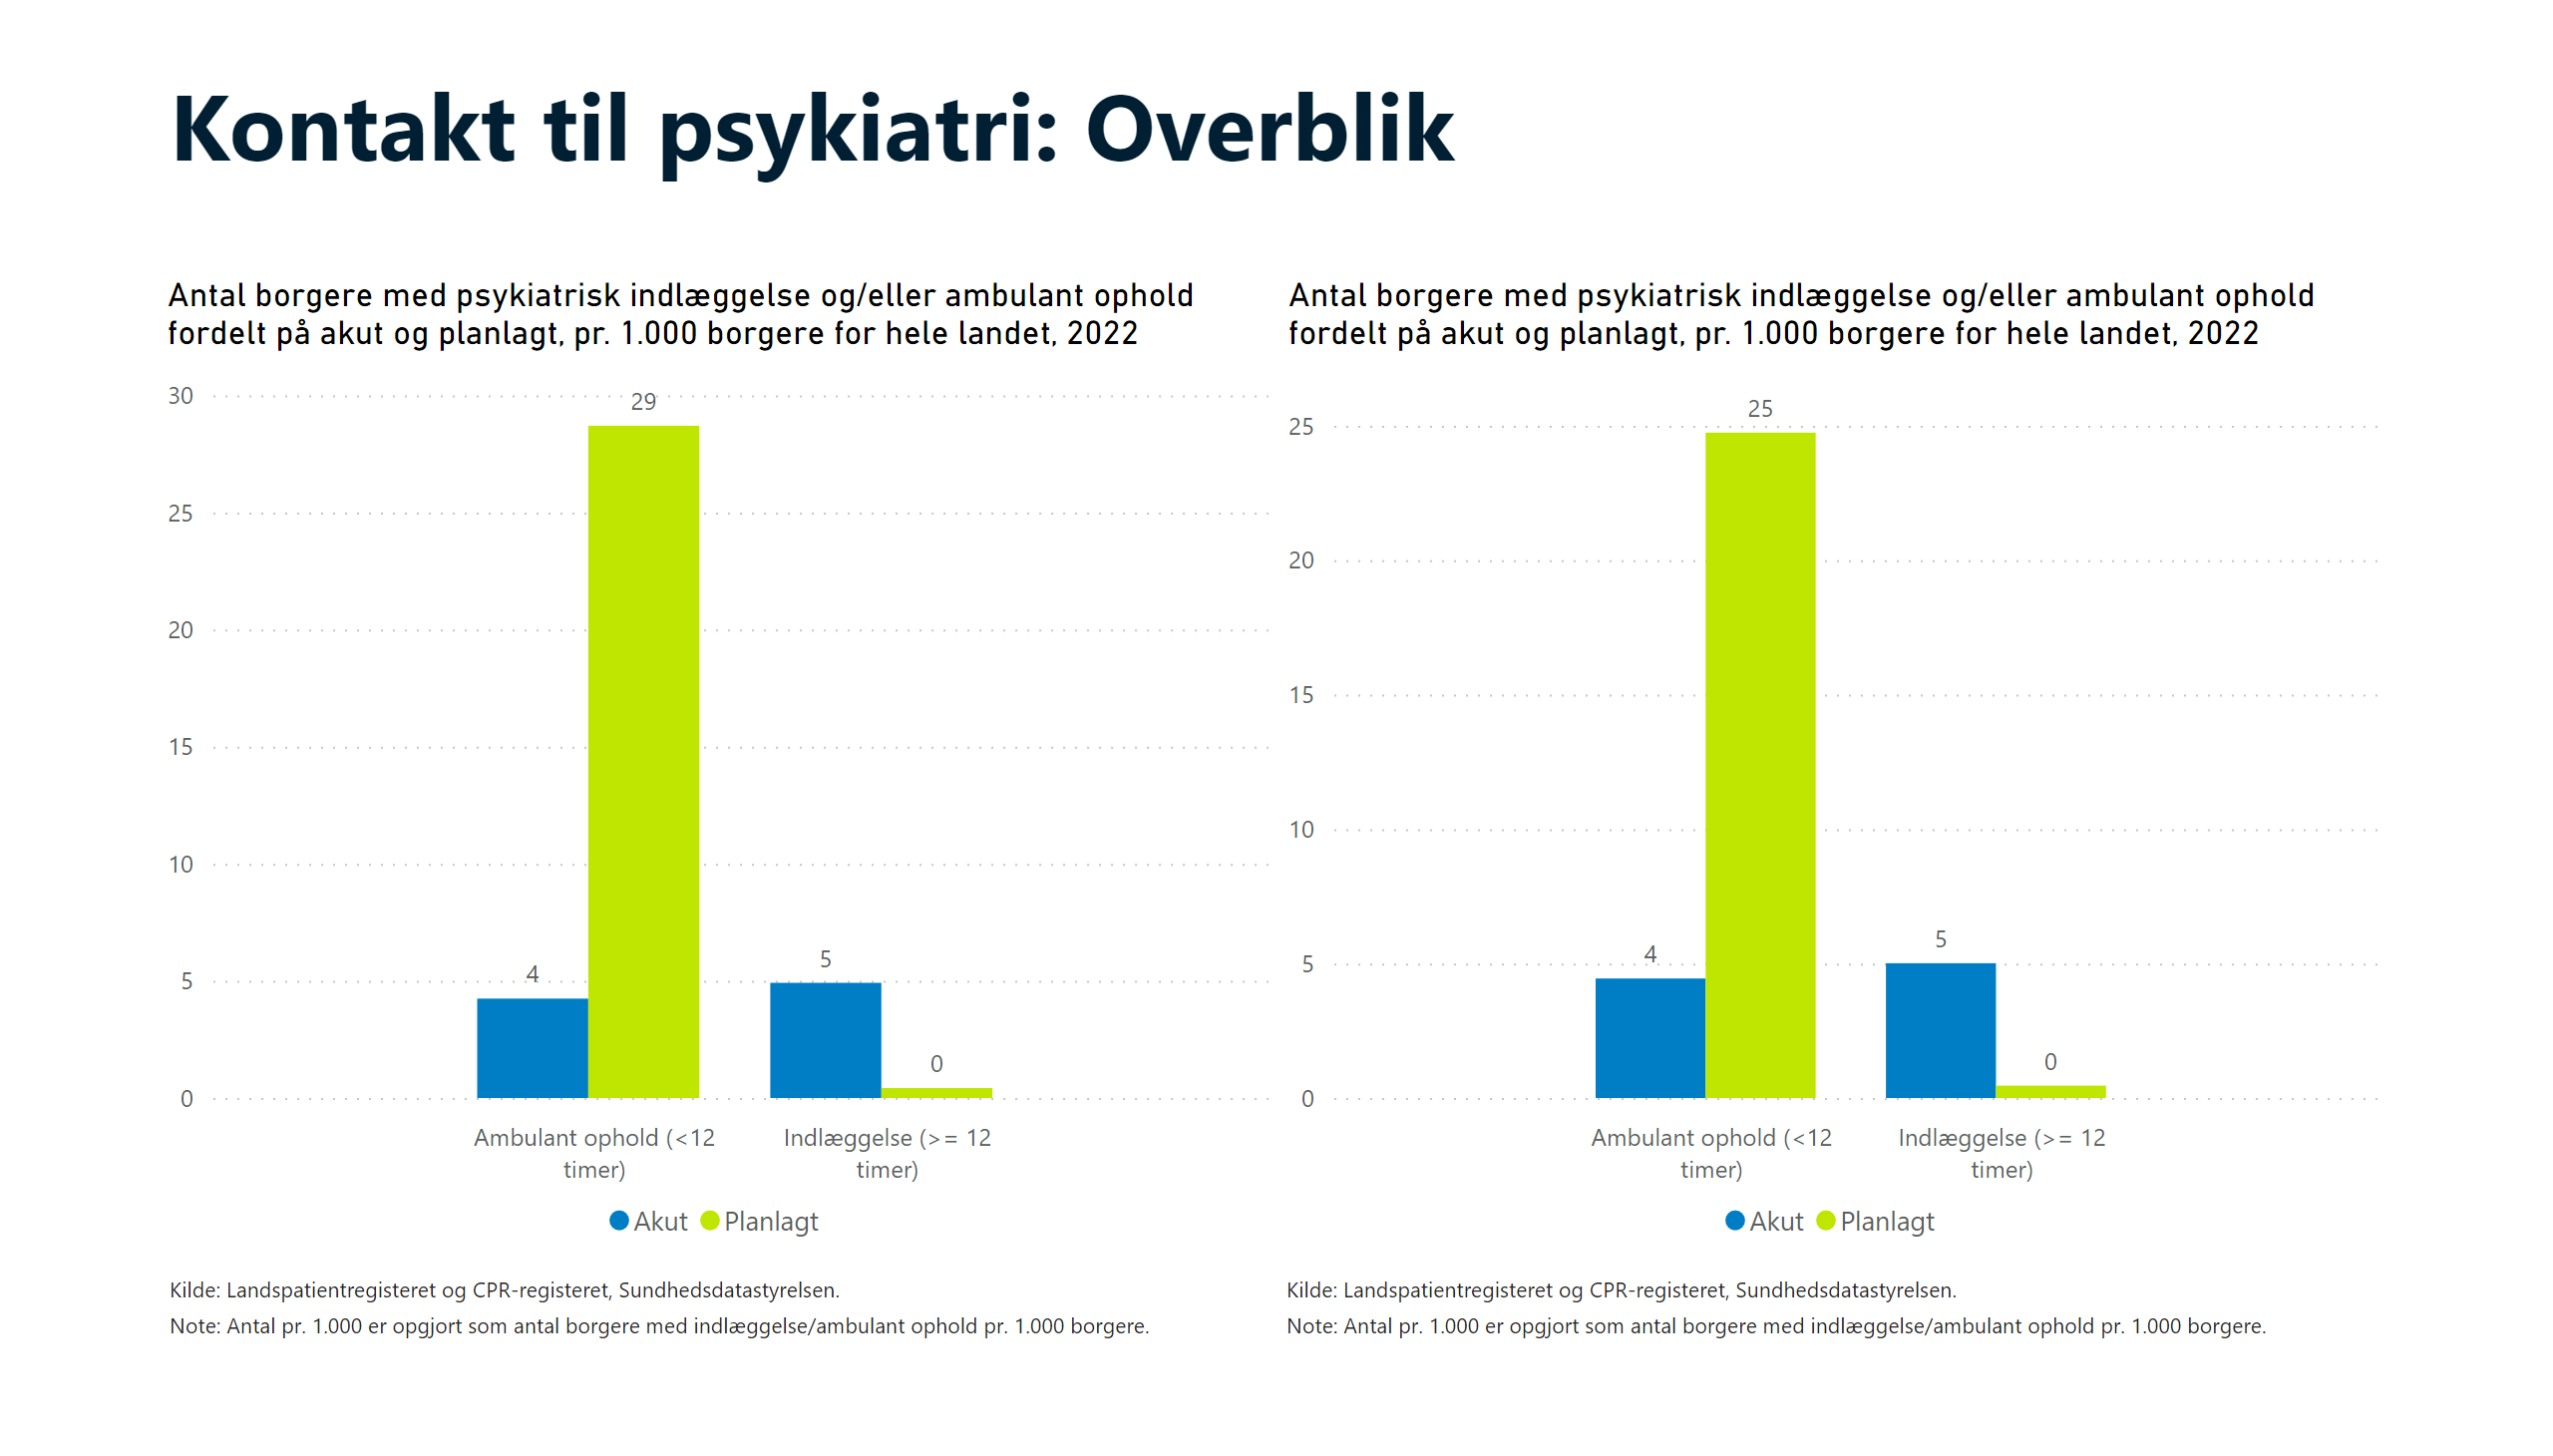 Kontakt til psykiatri: Overblik
Antal borgere med psykiatrisk indlæggelse og/eller ambulant ophold
fordelt på akut og planlagt, pr. 1.000 borgere for hele landet, 2022
30
25
20
15
10
5
0
29
4
5
0
Ambulant ophold (<12
timer)
Indlæggelse (>= 12
timer)
Akut Planlagt
Kilde: Landspatientregisteret og CPR-registeret, Sundhedsdatastyrelsen.
Note: Antal pr. 1.000 er opgjort som antal borgere med indlæggelse/ambulant ophold pr. 1.000 borgere.
Antal borgere med psykiatrisk indlæggelse og/eller ambulant ophold
fordelt på akut og planlagt, pr. 1.000 borgere for hele landet, 2022
25
20
15
10
5
0
25
4
5
0
Ambulant ophold (<12
timer)
Indlæggelse (>= 12
timer)
Akut Planlagt
Kilde: Landspatientregisteret og CPR-registeret, Sundhedsdatastyrelsen.
Note: Antal pr. 1.000 er opgjort som antal borgere med indlæggelse/ambulant ophold pr. 1.000 borgere.